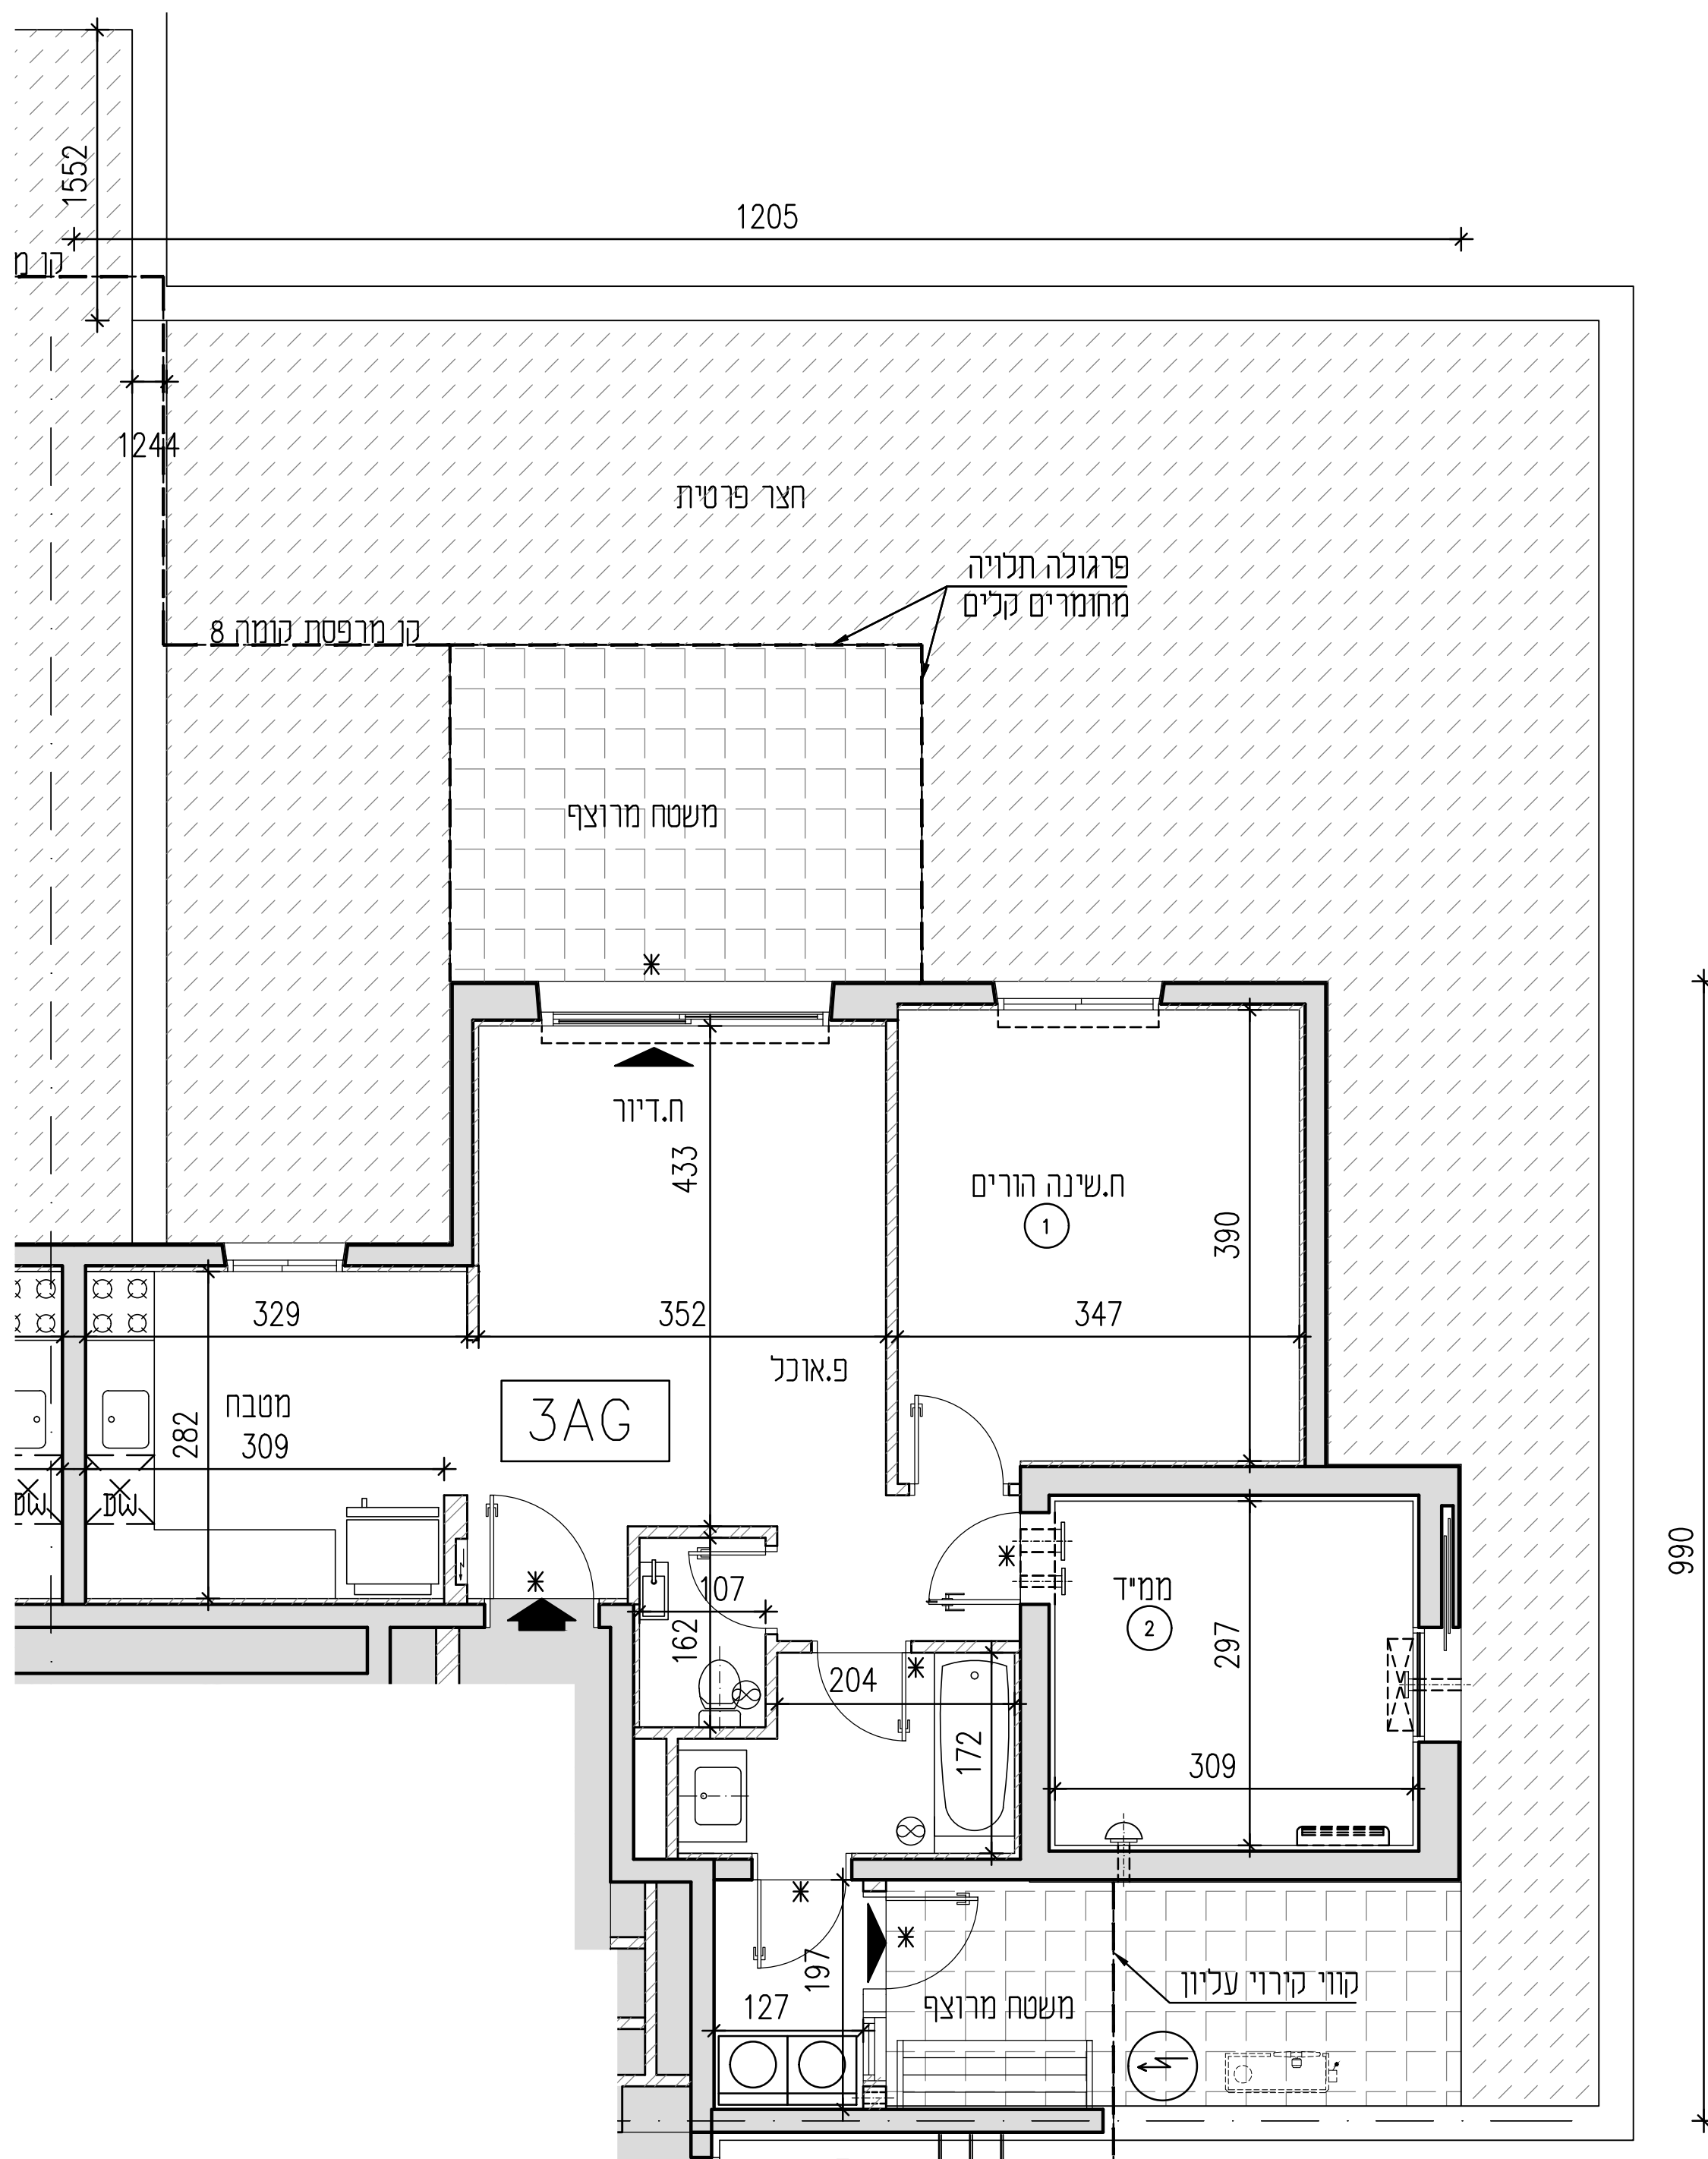 1552
1205
קו מ
1244
חצר פרטית
פרגולה תלויה
מחומרים קלים
קו מרפסת קומה 8
משטח מרוצף
ח.דיור
433
ח.שינה הורים
1
390
329
352
347
פ.אוכל
3AG
מטבח
309
282
990
107
162
ממ"ד
2
297
204
172
309
197
127
קווי קירוי עליון
משטח מרוצף